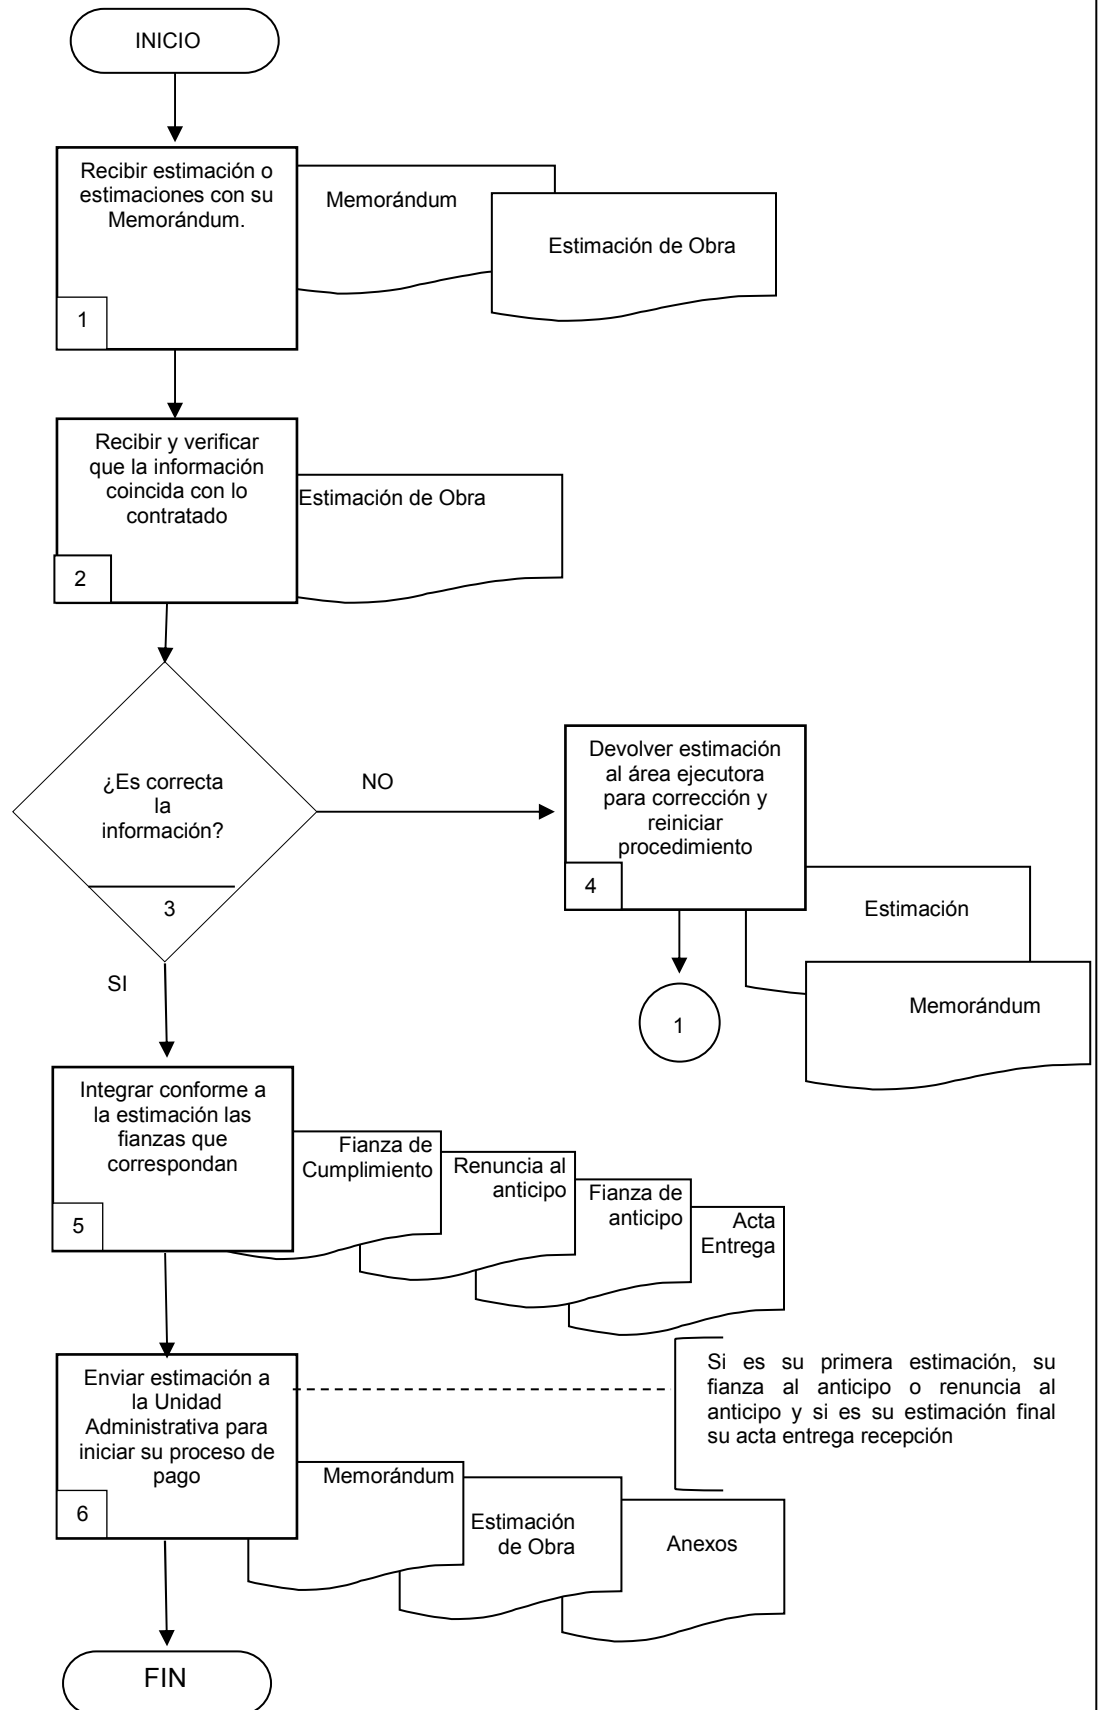 INICIO
Recibir estimación o
estimaciones con su
Memorándum.
1
Memorándum
Estimación de Obra
Recibir y verificar
que la información
coincida con lo
contratado
2
Estimación de Obra
¿Es correcta
la
información?
3
NO
SI
Devolver estimación
al área ejecutora
para corrección y
reiniciar
procedimiento
4
Estimación
Memorándum
1
Integrar conforme a
la estimación las
fianzas que
correspondan
5
Fianza de
Cumplimiento
Renuncia al
anticipo
Fianza de
anticipo
Acta
Entrega
Enviar estimación a
la Unidad
Administrativa para
iniciar su proceso de
pago
6
Si es su primera estimación, su
fianza al anticipo o renuncia al
anticipo y si es su estimación final
su acta entrega recepción
Memorándum
Estimación
de Obra
Anexos
FIN